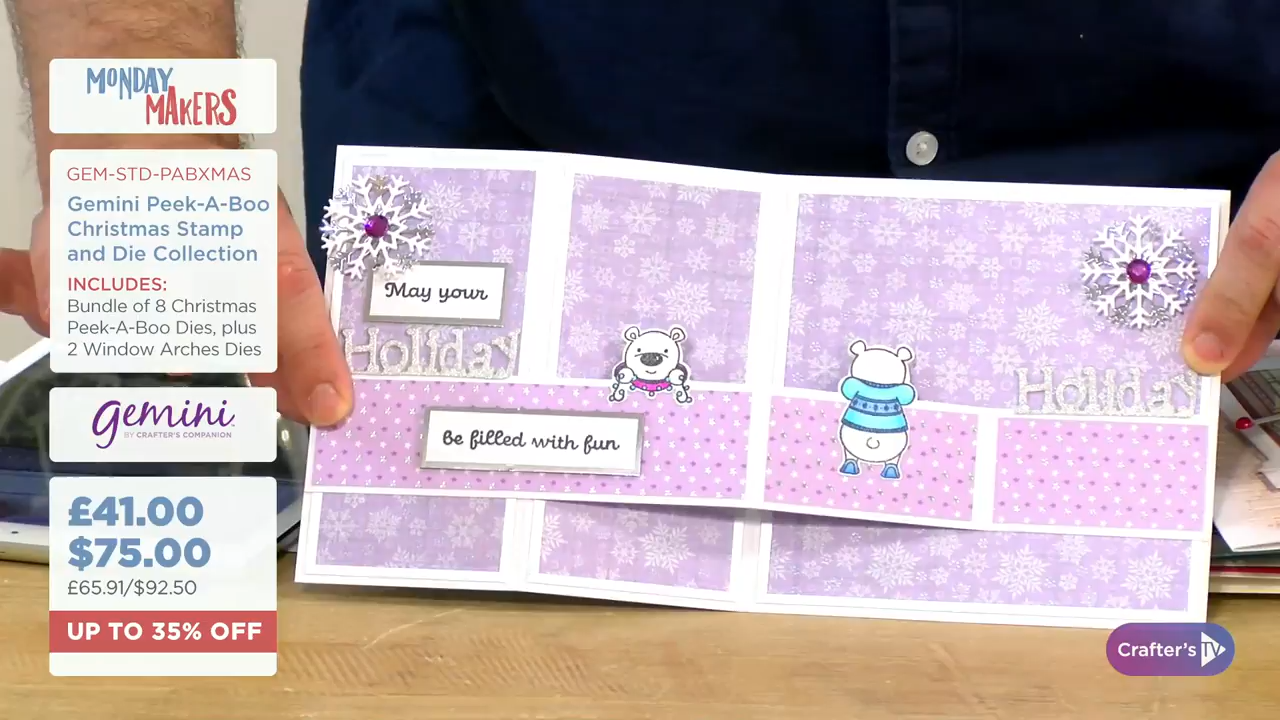 MONDAY
MAKERS
GEM-STD-PABXMAS
Gemini Peek-A-Boo
Christmas Stamp
and Die Collection
INCLUDES:
Bundle of 8 Christmas
Peek-A-Boo Dies, plus
2 Window Arches Dies
gemini
BY CRAFTER'S COMPANION
£41.00
$75.00
£65.91/$92.50
UP TO 35% OFF
May your
Holiday
Be filled with fun
Holiday
Crafter's TV